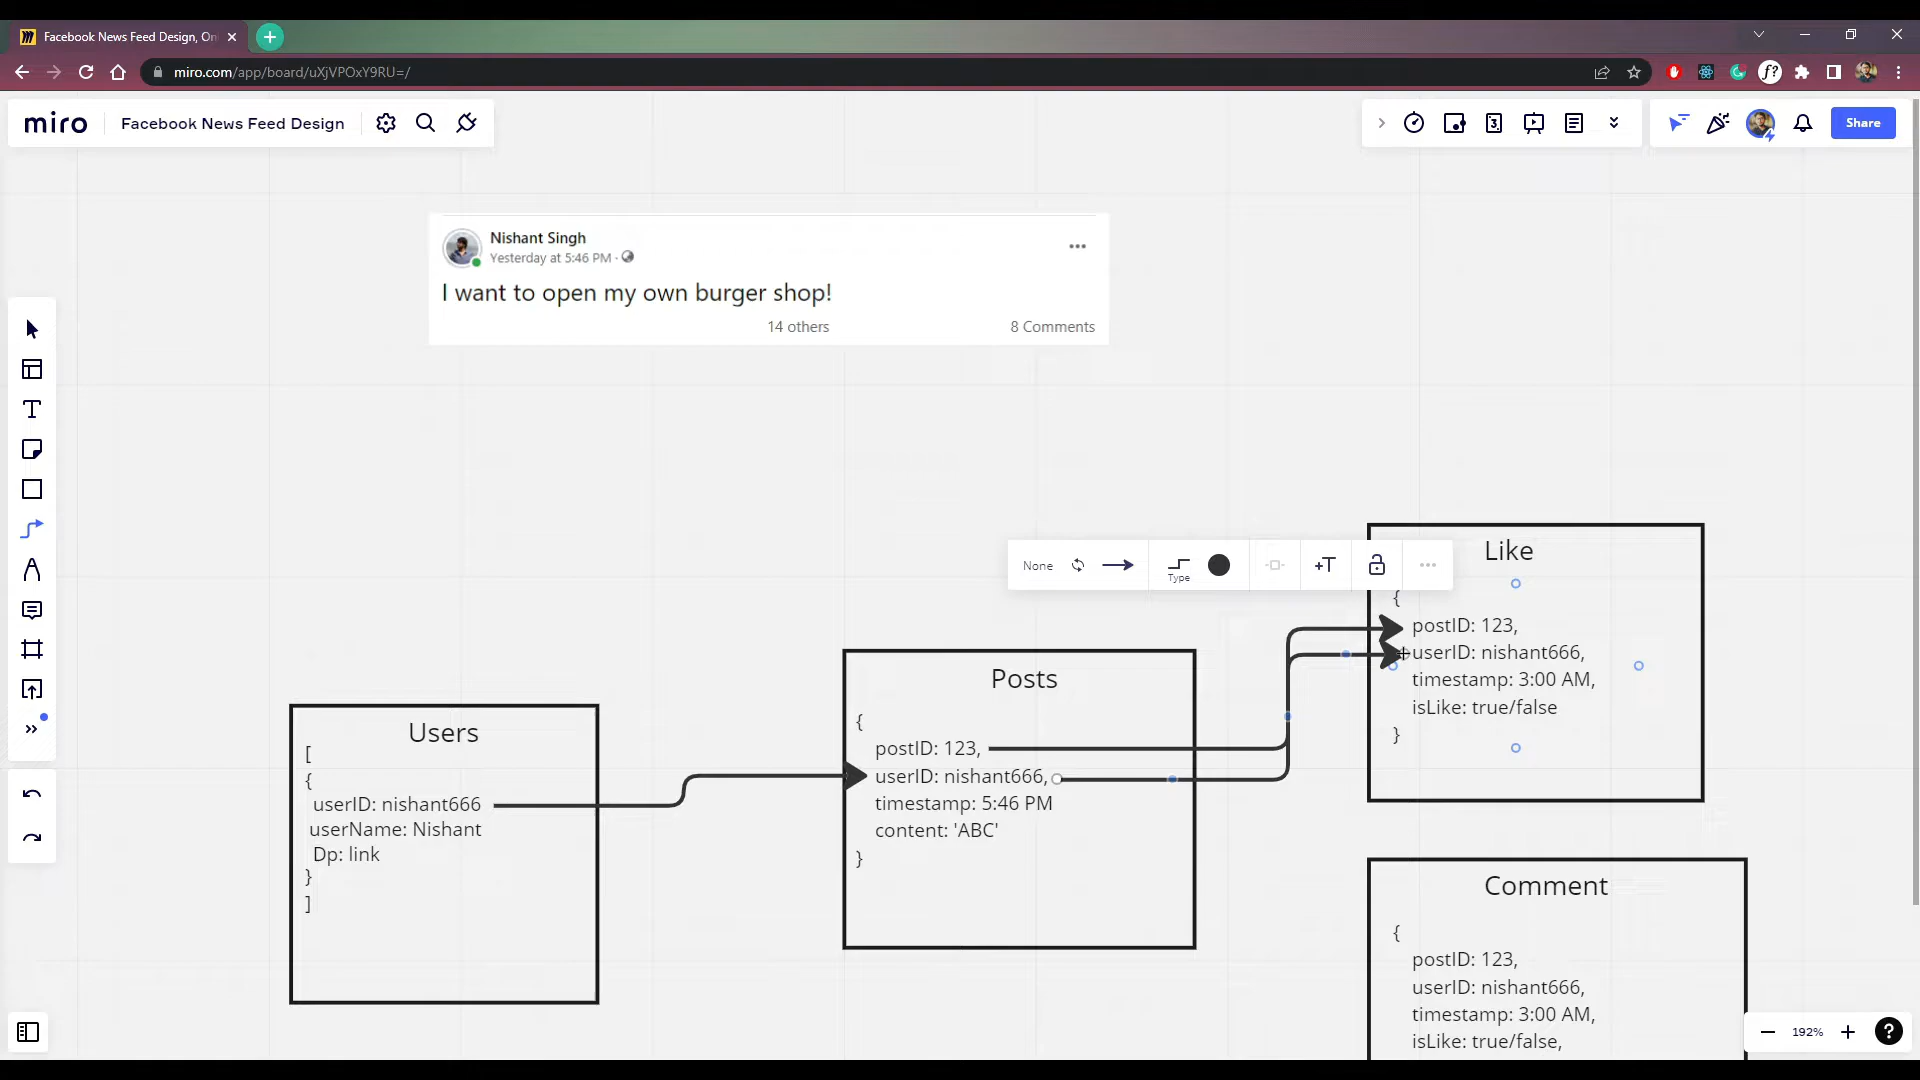 Facebook News Feed Design, On
miro.com/app/board/uXjVPOxY9RU=/
miro
Facebook News Feed Design
Share
Nishant Singh
Yesterday at 5:46 PM ·
I want to open my own burger shop!
14 others
8 Comments
None
Type
+T
Like
{
postID: 123,
userID: nishant666,
timestamp: 3:00 AM,
isLike: true/false
}
Posts
{
postID: 123,
userID: nishant666,
timestamp: 5:46 PM
content: 'ABC'
}
Users
[
{
userID: nishant666
userName: Nishant
Dp: link
}
]
Comment
{
postID: 123,
userID: nishant666,
timestamp: 3:00 AM,
isLike: true/false,
192%